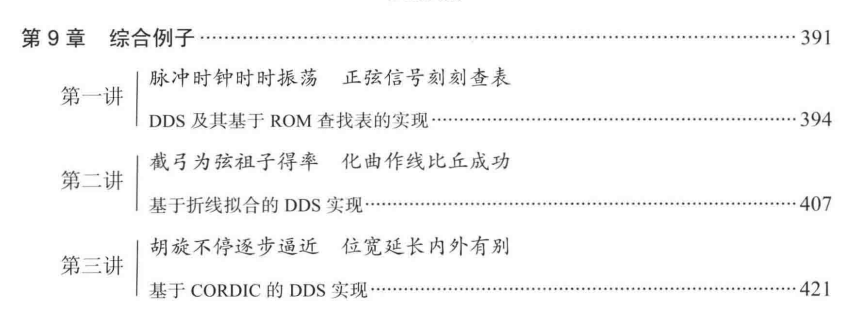 第9章 综合例子……391
第一讲
脉冲时钟时时振荡 正弦信号刻刻查表
DDS 及其基于 ROM 查找表的实现……394
第二讲
截弓为弦祖子得率 化曲作线比丘成功
基于折线拟合的 DDS 实现……407
第三讲
胡旋不停逐步逼近 位宽延长内外有别
基于 CORDIC 的 DDS 实现……421